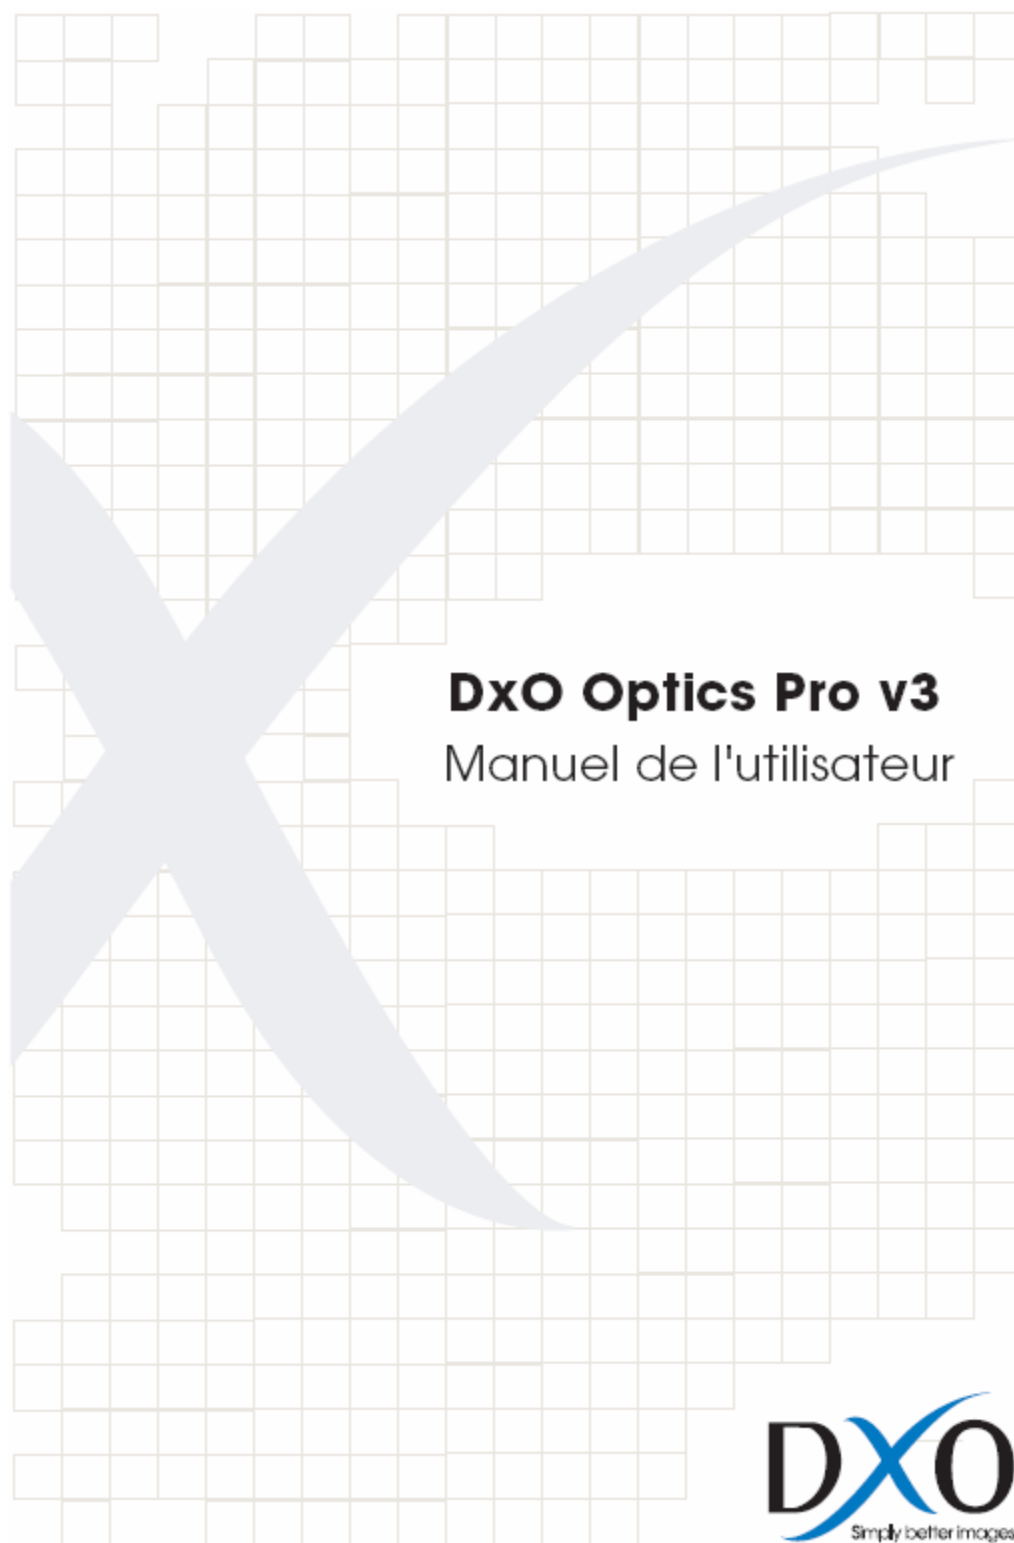 DxO Optics Pro v3
Manuel de l'utilisateur
DXO
Simply better images